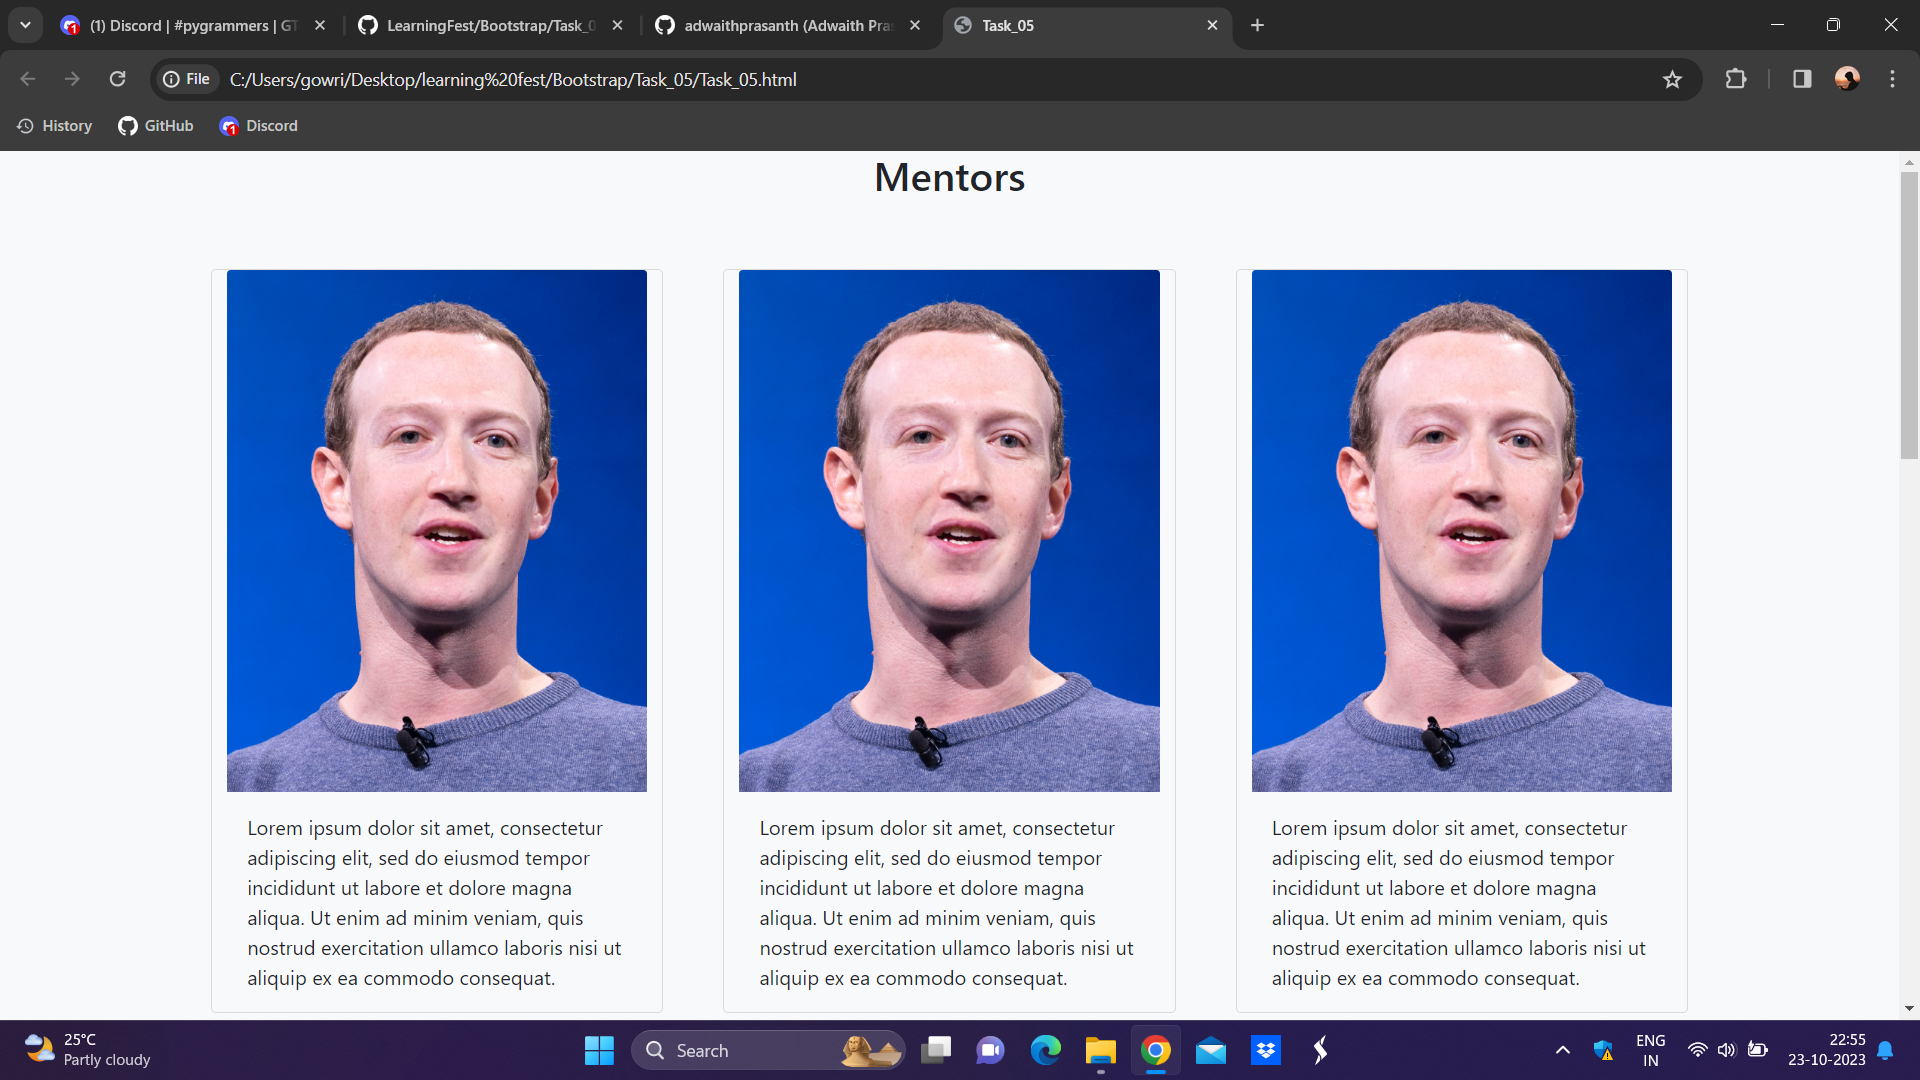 (1) Discord | #pygrammers | GT
LearningFest/Bootstrap/Task_0
adwaithprasanth (Adwaith Pras
Task_05
File
C:/Users/gowri/Desktop/learning%20fest/Bootstrap/Task_05/Task_05.html
History
GitHub
1
Discord
Mentors
Lorem ipsum dolor sit amet, consectetur
adipiscing elit, sed do eiusmod tempor
incididunt ut labore et dolore magna
aliqua. Ut enim ad minim veniam, quis
nostrud exercitation ullamco laboris nisi ut
aliquip ex ea commodo consequat.
Lorem ipsum dolor sit amet, consectetur
adipiscing elit, sed do eiusmod tempor
incididunt ut labore et dolore magna
aliqua. Ut enim ad minim veniam, quis
nostrud exercitation ullamco laboris nisi ut
aliquip ex ea commodo consequat.
Lorem ipsum dolor sit amet, consectetur
adipiscing elit, sed do eiusmod tempor
incididunt ut labore et dolore magna
aliqua. Ut enim ad minim veniam, quis
nostrud exercitation ullamco laboris nisi ut
aliquip ex ea commodo consequat.
25°C
Partly cloudy
Search
ENG
IN
22:55
23-10-2023